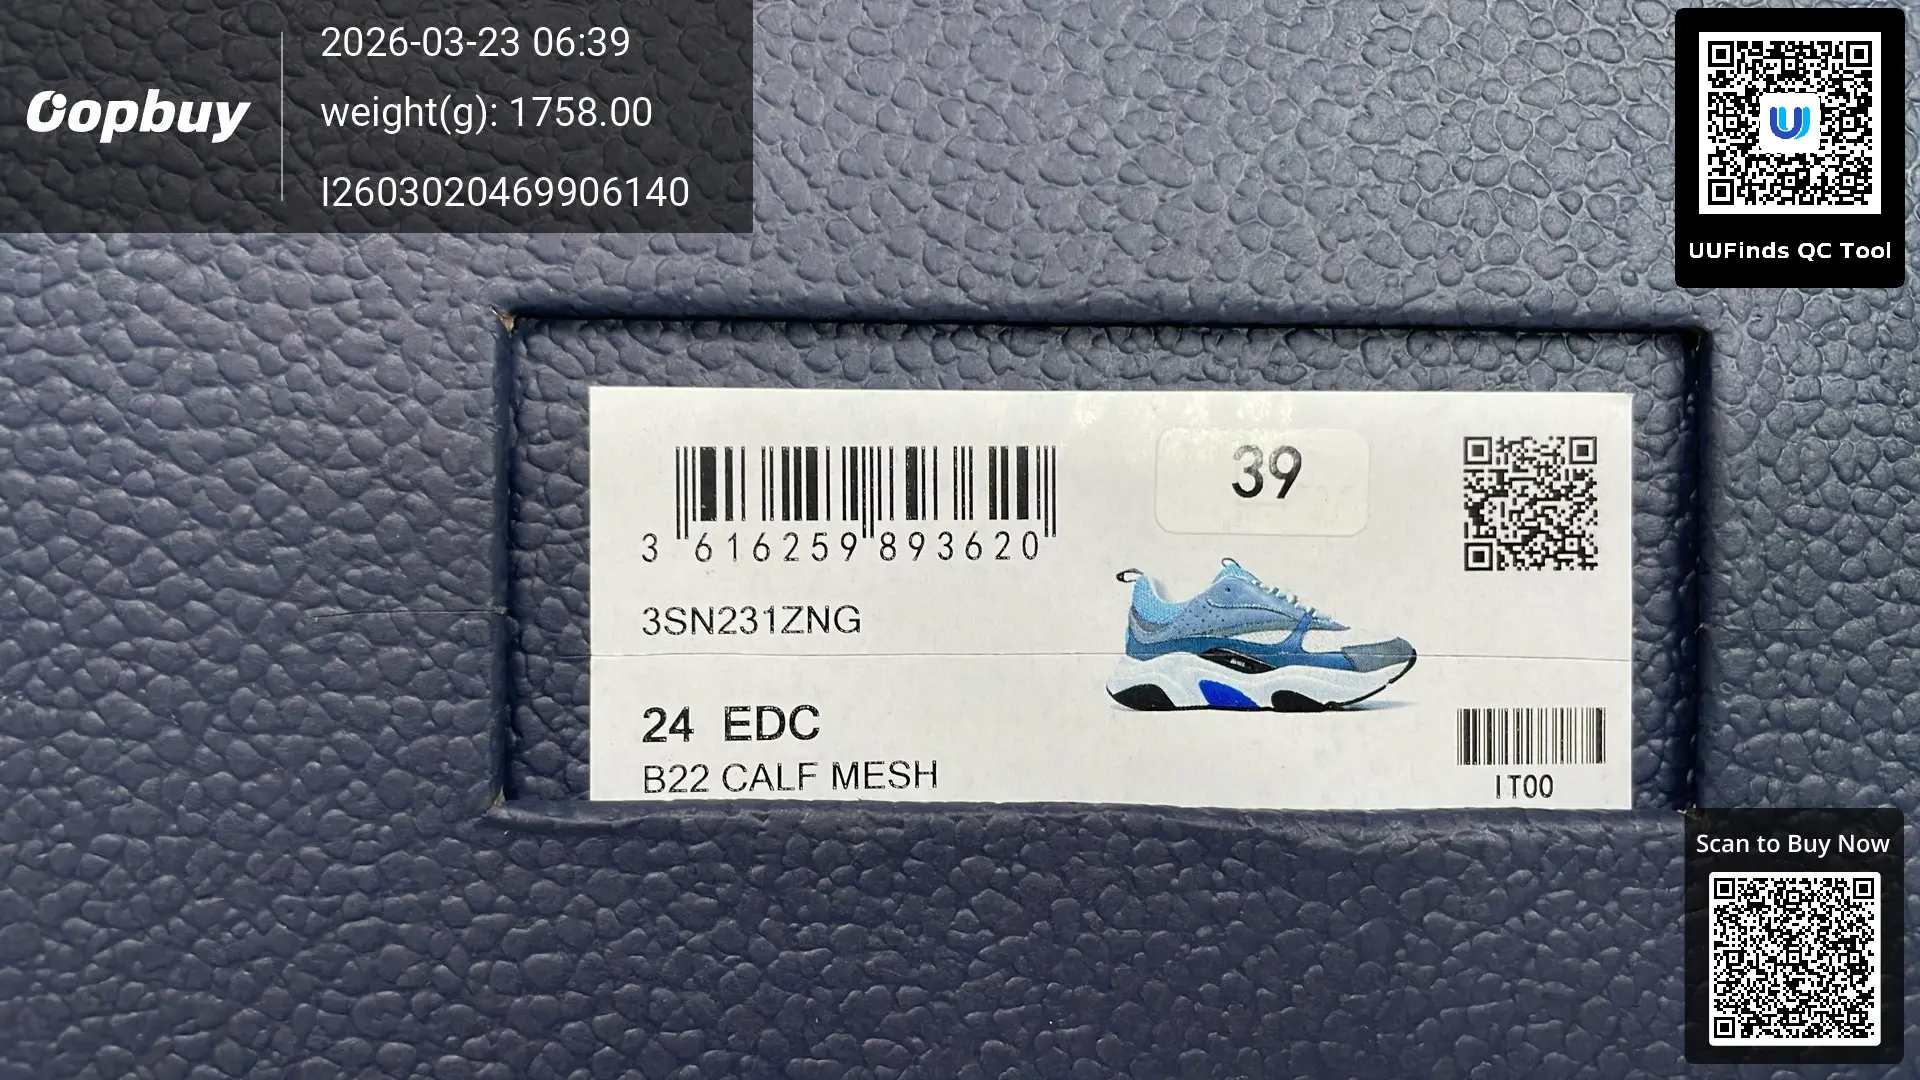 Oopbuy
2026-03-23 06:39
weight(g): 1758.00
I2603020469906140
UUFinds QC Tool
39
3 616259 893620
3SN231ZNG
24 EDC
B22 CALF MESH
IT00
Scan to Buy Now